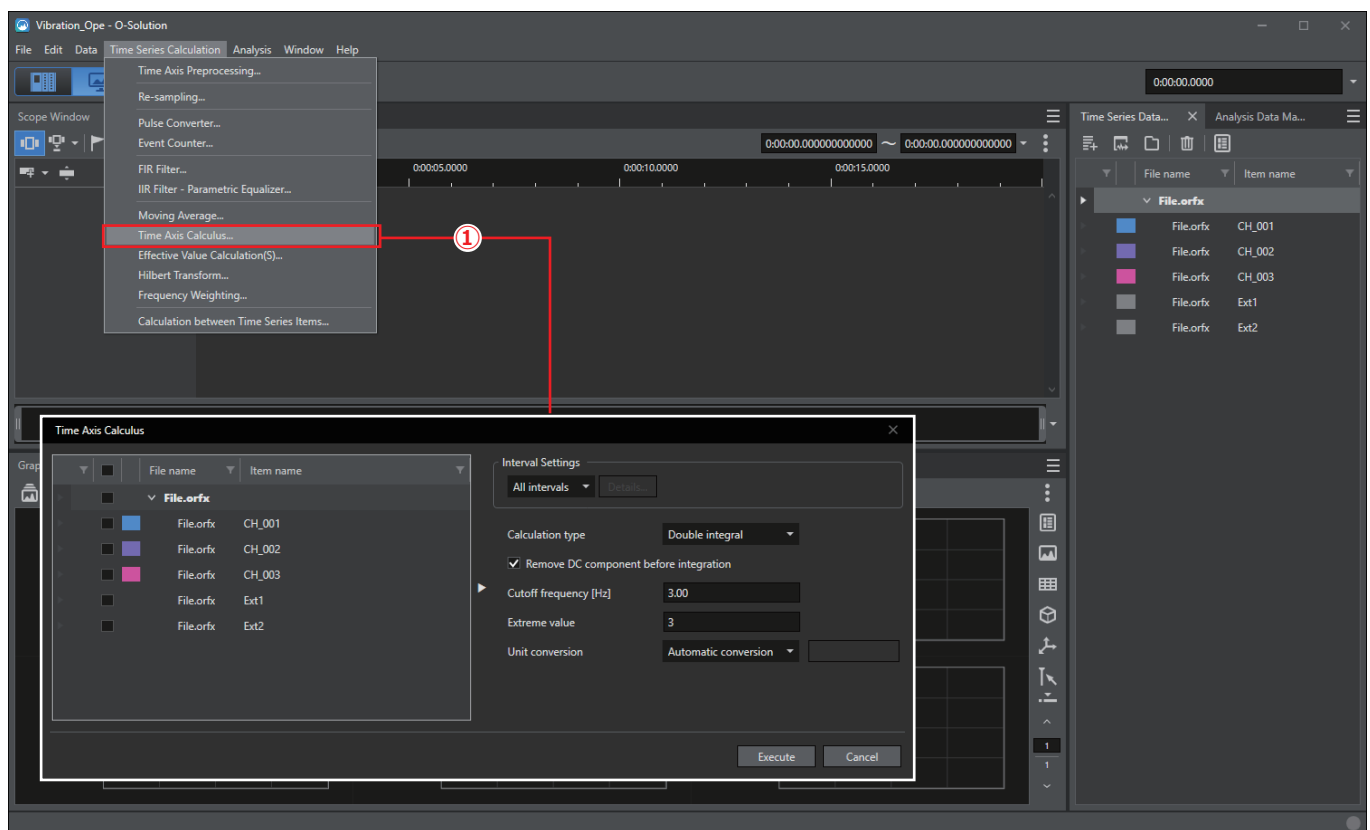 Vibration_Ope - O-Solution
File Edit Data Time Series Calculation Analysis Window Help
Time Axis Preprocessing...
Re-sampling...
Pulse Converter...
Event Counter...
FIR Filter...
IIR Filter - Parametric Equalizer...
Moving Average...
Time Axis Calculus...
Effective Value Calculation(S)...
Hilbert Transform...
Frequency Weighting...
Calculation between Time Series Items...
①
0:00:00.0000
Scope Window
0:00:00.000000000000 ~ 0:00:00.000000000000
0:00:05.0000 0:00:10.0000 0:00:15.0000
Time Series Data... Analysis Data Ma...
File name Item name
File.orfx
File.orfx CH_001
File.orfx CH_002
File.orfx CH_003
File.orfx Ext1
File.orfx Ext2
Grap
Time Axis Calculus
File name Item name
File.orfx
File.orfx CH_001
File.orfx CH_002
File.orfx CH_003
File.orfx Ext1
File.orfx Ext2
Interval Settings
All intervals Details...
Calculation type Double integral
Remove DC component before integration
Cutoff frequency [Hz] 3.00
Extreme value 3
Unit conversion Automatic conversion
Execute Cancel
1
1